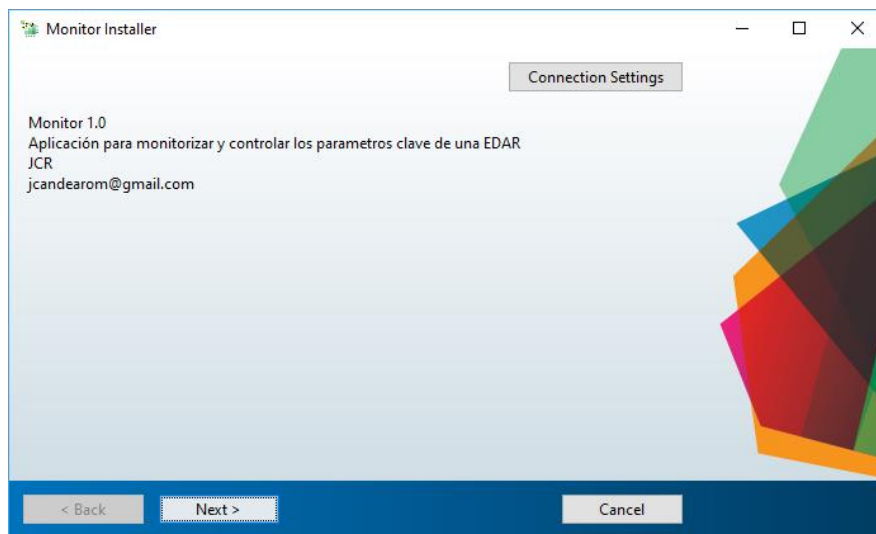 Monitor Installer
Connection Settings
Monitor 1.0
Aplicación para monitorizar y controlar los parametros clave de una EDAR
JCR
jcandearom@gmail.com
< Back
Next >
Cancel